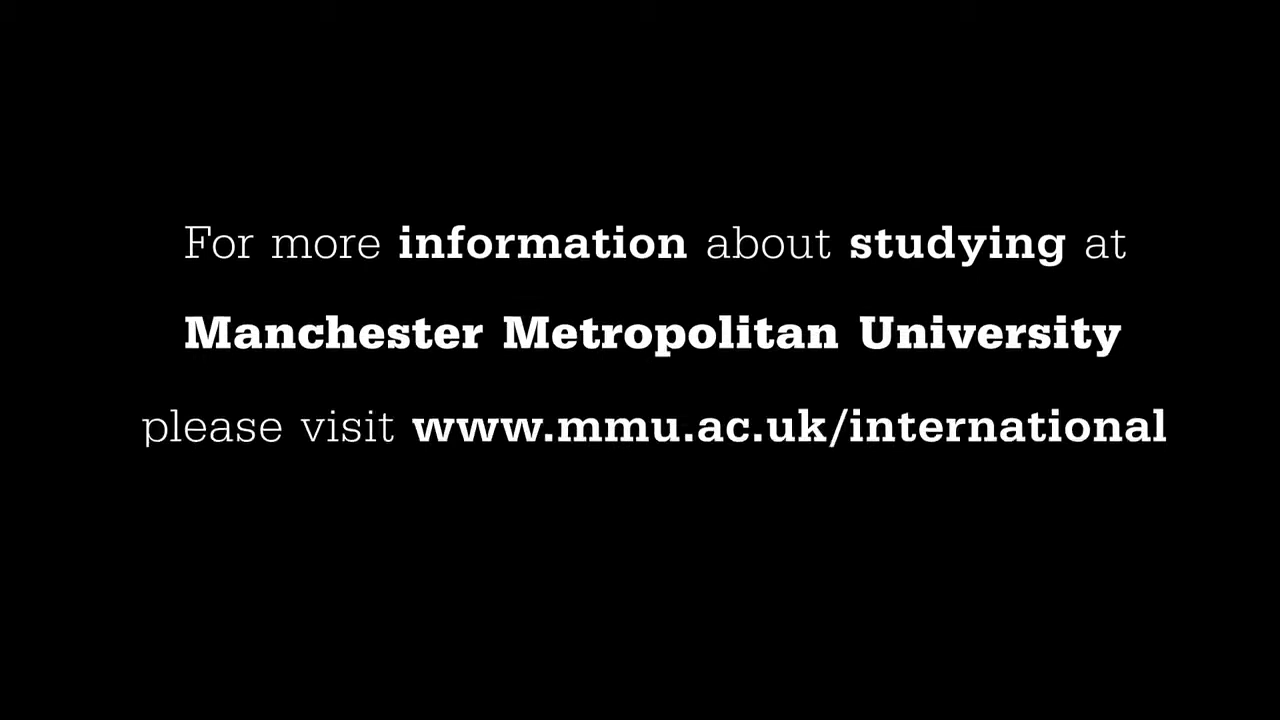 For more information about studying at
Manchester Metropolitan University
please visit www.mmu.ac.uk/international